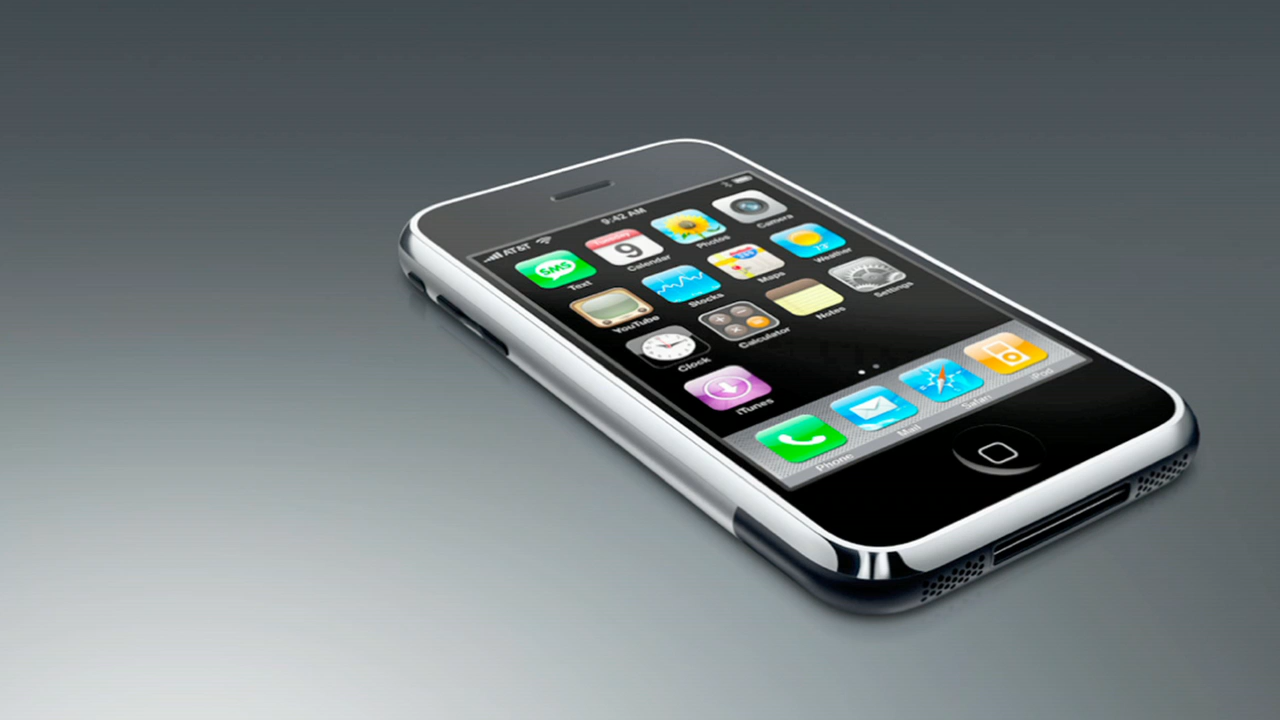 AT&T 9:42 AM
SMS Tuesday 9
Text Calendar Photos Camera
YouTube Stocks Maps Weather
Clock Calculator Notes Settings
iTunes
Phone Mail Safari iPod